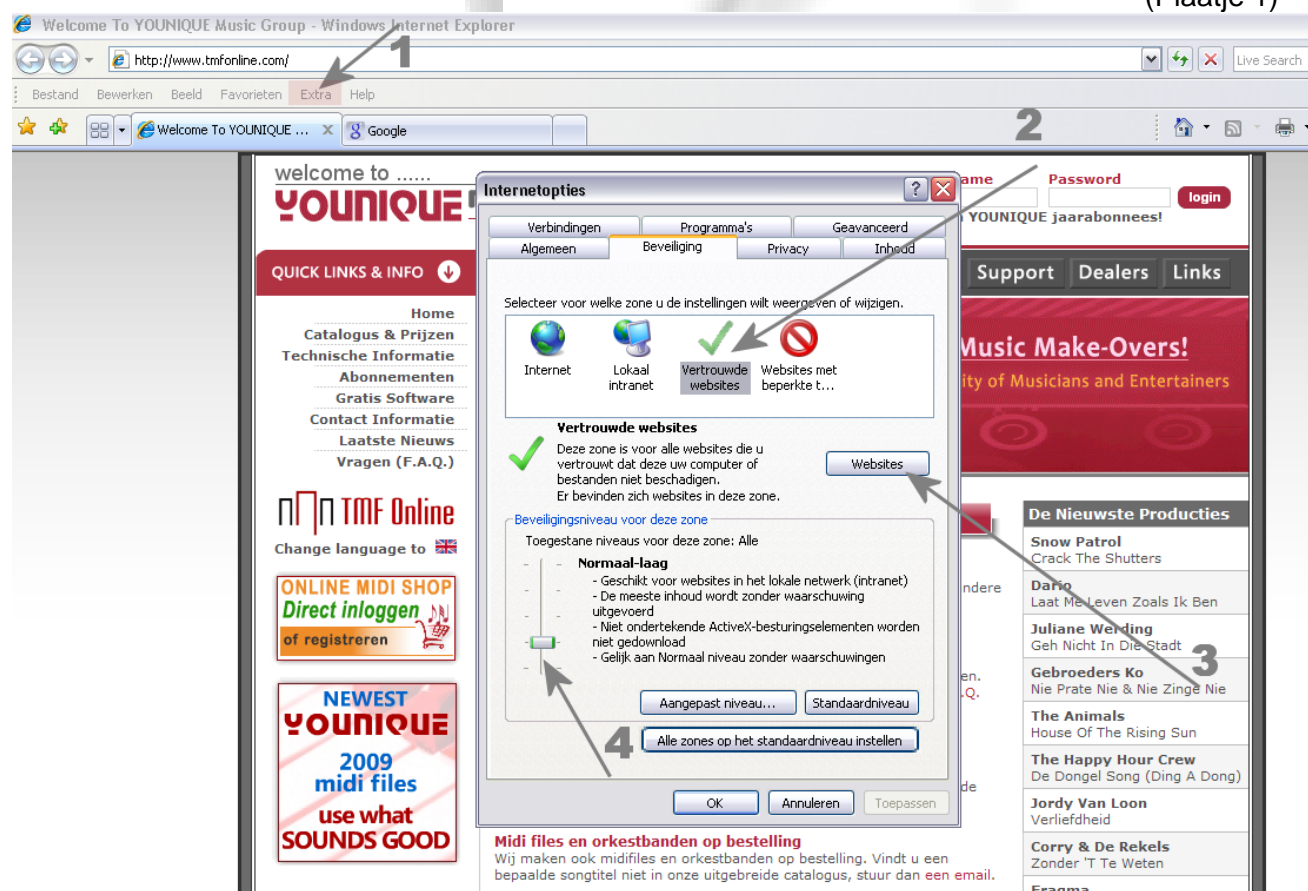 (Plaatje 1)
Welcome To YOUNIQUE Music Group - Windows Internet Explorer
1
http://www.tmfonline.com/
Live Search
Bestand Bewerken Beeld Favorieten Extra Help
Welcome To YOUNIQUE ... X
Google
2
welcome to ......
YOUNIQUE
Password
login
YOUNIQUE jaarabonnees!
QUICK LINKS & INFO
Home
Catalogus & Prijzen
Technische Informatie
Abonnementen
Gratis Software
Contact Informatie
Laatste Nieuws
Vragen (F.A.Q.)
TMF Online
Change language to
ONLINE MIDI SHOP
Direct inloggen
of registreren
NEWEST
YOUNIQUE
2009
midi files
use what
SOUNDS GOOD
Internetopties
Verbindingen Programma's Geavanceerd
Algemeen Beveiliging Privacy Inhoud
Selecteer voor welke zone u de instellingen wilt weergeven of wijzigen.
Internet
Lokaal
intranet
Vertrouwde
websites
Websites met
beperkte t...
Vertrouwde websites
Deze zone is voor alle websites die u
vertrouwt dat deze uw computer of
bestanden niet beschadigen.
Er bevinden zich websites in deze zone.
Websites
Beveiligingsniveau voor deze zone
Toegestane niveaus voor deze zone: Alle
Normaal-laag
- Geschikt voor websites in het lokale netwerk (intranet)
- De meeste inhoud wordt zonder waarschuwing
uitgevoerd
- Niet ondertekende ActiveX-besturingselementen worden
niet gedownload
- Gelijk aan Normaal niveau zonder waarschuwingen
Aangepast niveau... Standaardniveau
4
Alle zones op het standaardniveau instellen
OK Annuleren Toepassen
Support Dealers Links
Music Make-Overs!
ity of Musicians and Entertainers
De Nieuwste Producties
Snow Patrol
Crack The Shutters
Dario
Laat Me Leven Zoals Ik Ben
Juliane Werding
Geh Nicht In Die Stadt
3
Gebroeders Ko
Nie Prate Nie & Nie Zinge Nie
The Animals
House Of The Rising Sun
The Happy Hour Crew
De Dongel Song (Ding A Dong)
Jordy Van Loon
Verliefdheid
Corry & De Rekels
Zonder 'T Te Weten
Midi files en orkestbanden op bestelling
Wij maken ook midifiles en orkestbanden op bestelling. Vindt u een
bepaalde songtitel niet in onze uitgebreide catalogus, stuur dan een email.